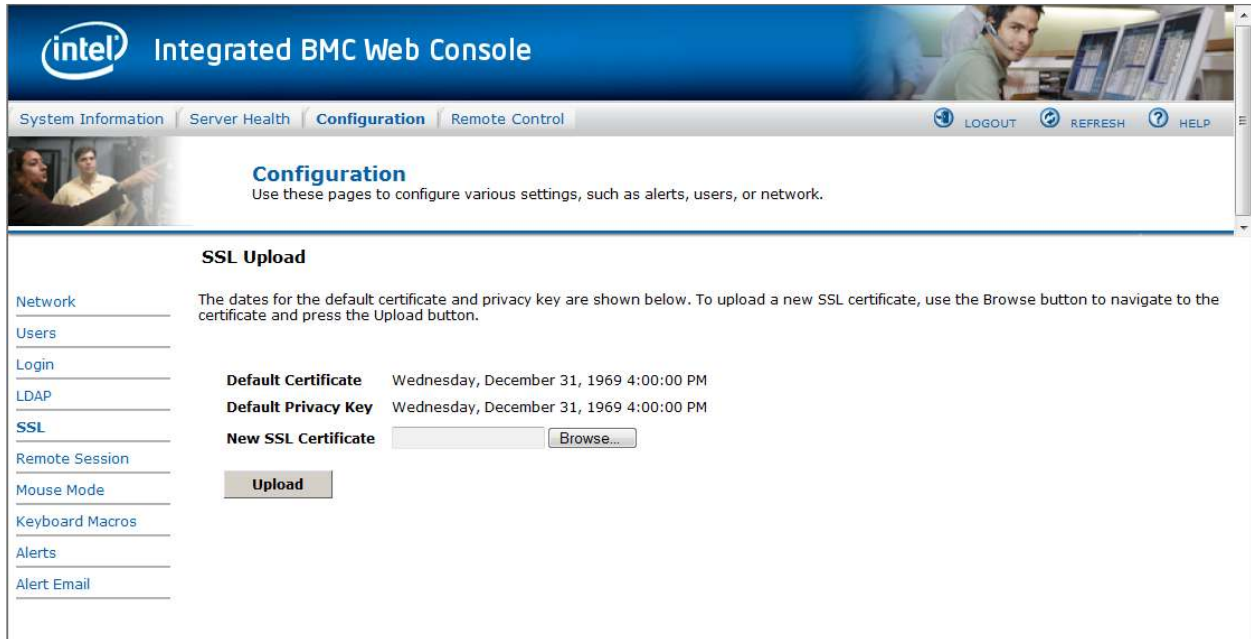 intel Integrated BMC Web Console
System Information Server Health Configuration Remote Control LOGOUT REFRESH HELP
Configuration
Use these pages to configure various settings, such as alerts, users, or network.
SSL Upload
The dates for the default certificate and privacy key are shown below. To upload a new SSL certificate, use the Browse button to navigate to the
certificate and press the Upload button.
Network
Users
Login
LDAP
SSL
Remote Session
Mouse Mode
Keyboard Macros
Alerts
Alert Email
Default Certificate Wednesday, December 31, 1969 4:00:00 PM
Default Privacy Key Wednesday, December 31, 1969 4:00:00 PM
New SSL Certificate Browse...
Upload